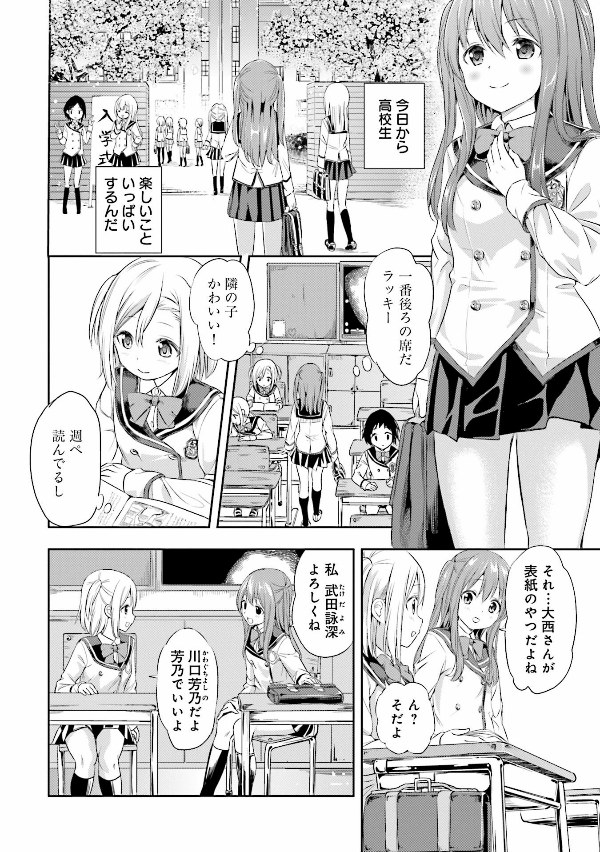 今日から
高校生
入学式
楽しいこと
いっぱい
するんだ
一番後ろの席だ
ラッキー
隣の子
かわいい！
週べ
読んでるし
それ…大西さんが
表紙のやつだよね
ん？
そだよ
私 武田詠深
たけだよみ
よろしくね
川口芳乃だよ
かわぐちよしの
芳乃でいいよ